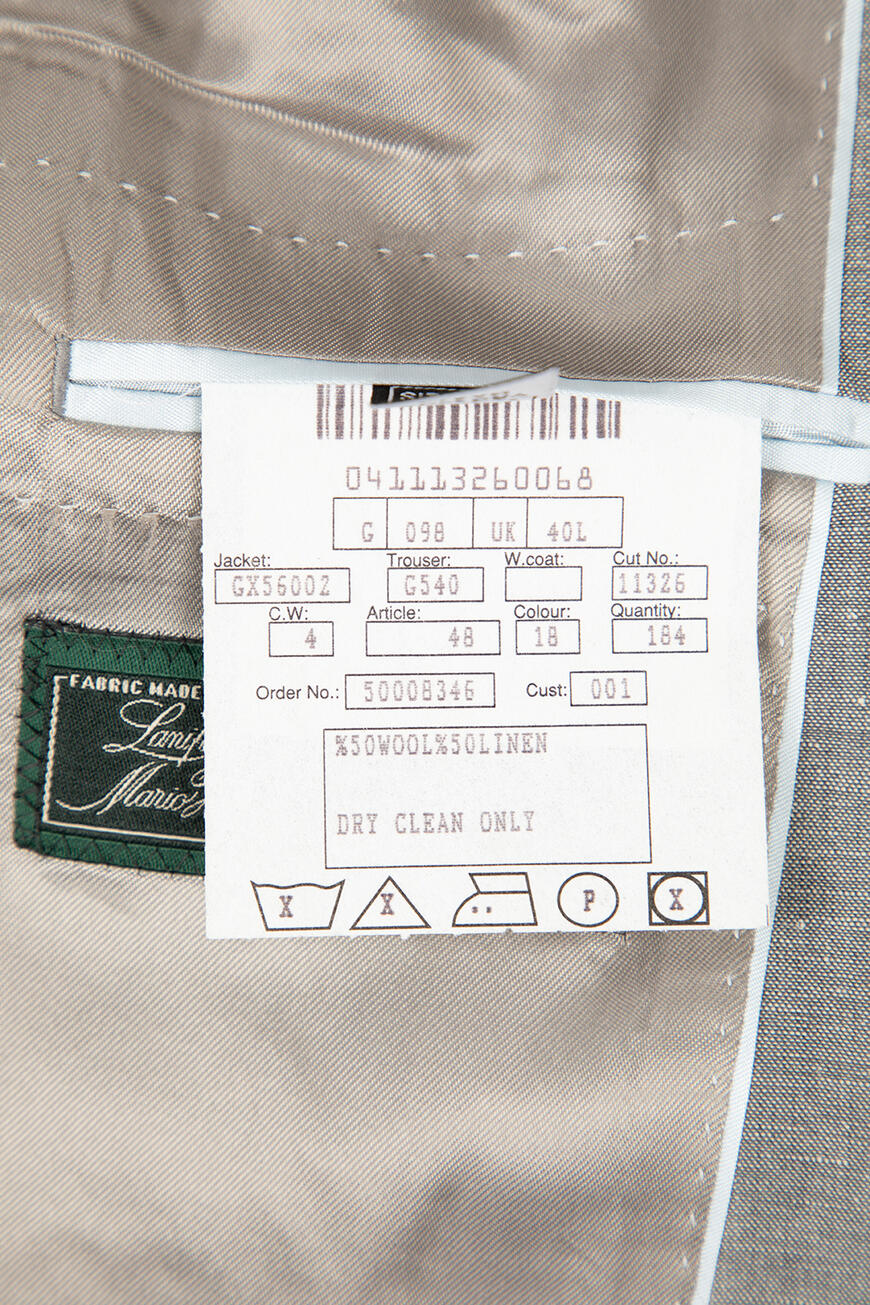 041113260068
G 098 UK 40L
Jacket: Trouser: W.coat: Cut No.:
GX56002 G540 11326
C.W: Article: Colour: Quantity:
4 48 18 184
Order No.: 50008346 Cust: 001
%50WOOL%50LINEN
DRY CLEAN ONLY
X X P X
FABRIC MADE
Mario